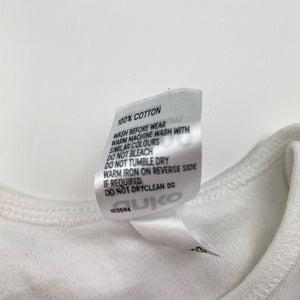 100% COTTON
WASH BEFORE WEAR
WARM MACHINE WASH WITH
SIMILAR COLOURS
DO NOT BLEACH
DO NOT TUMBLE DRY
WARM IRON ON REVERSE SIDE
IF REQUIRED
DO NOT DRYCLEAN